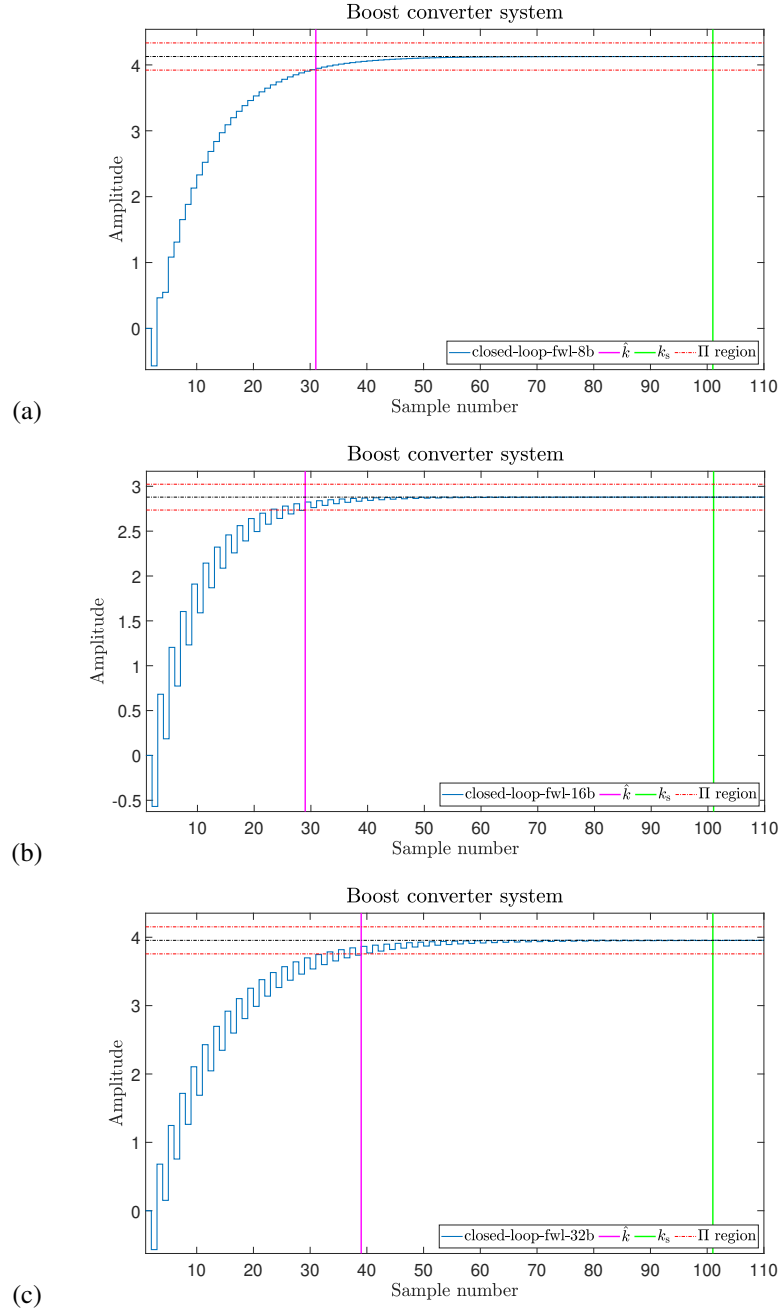 Boost converter system
4
3
2
1
0
Amplitude
closed-loop-fwl-8b k̂ kₛ Π region
10 20 30 40 50 60 70 80 90 100 110
Sample number
(a)
Boost converter system
3
2.5
2
1.5
1
0.5
0
-0.5
Amplitude
closed-loop-fwl-16b k̂ kₛ Π region
10 20 30 40 50 60 70 80 90 100 110
Sample number
(b)
Boost converter system
4
3
2
1
0
Amplitude
closed-loop-fwl-32b k̂ kₛ Π region
10 20 30 40 50 60 70 80 90 100 110
Sample number
(c)